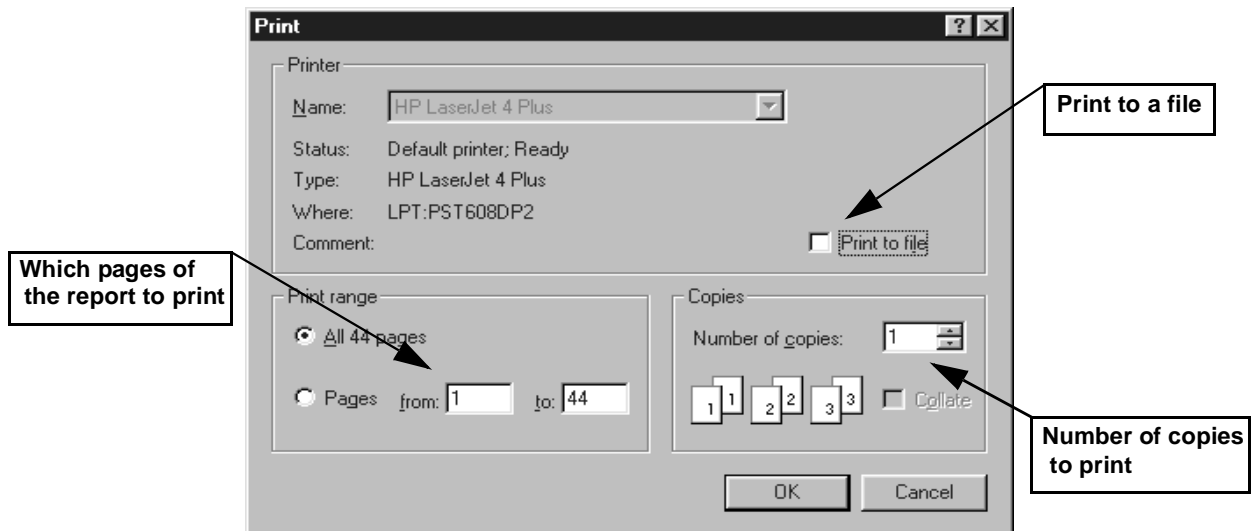 Print
Printer
Name: HP LaserJet 4 Plus
Print to a file
Status: Default printer; Ready
Type: HP LaserJet 4 Plus
Where: LPT:PST608DP2
Comment:
Print to file
Which pages of
the report to print
Print range
All 44 pages
Pages from: 1 to: 44
Copies
Number of copies: 1
1 1 2 2 3 3
Collate
Number of copies
to print
OK
Cancel